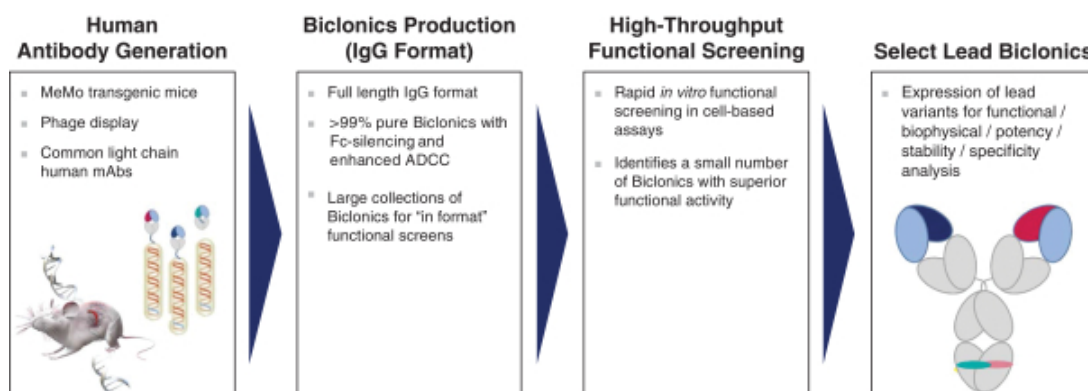 Human
Antibody Generation
MeMo transgenic mice
Phage display
Common light chain
human mAbs
Biclonics Production
(IgG Format)
Full length IgG format
>99% pure Biclonics with
Fc-silencing and
enhanced ADCC
Large collections of
Biclonics for “in format”
functional screens
High-Throughput
Functional Screening
Rapid in vitro functional
screening in cell-based
assays
Identifies a small number
of Biclonics with superior
functional activity
Select Lead Biclonics
Expression of lead
variants for functional /
biophysical / potency /
stability / specificity
analysis